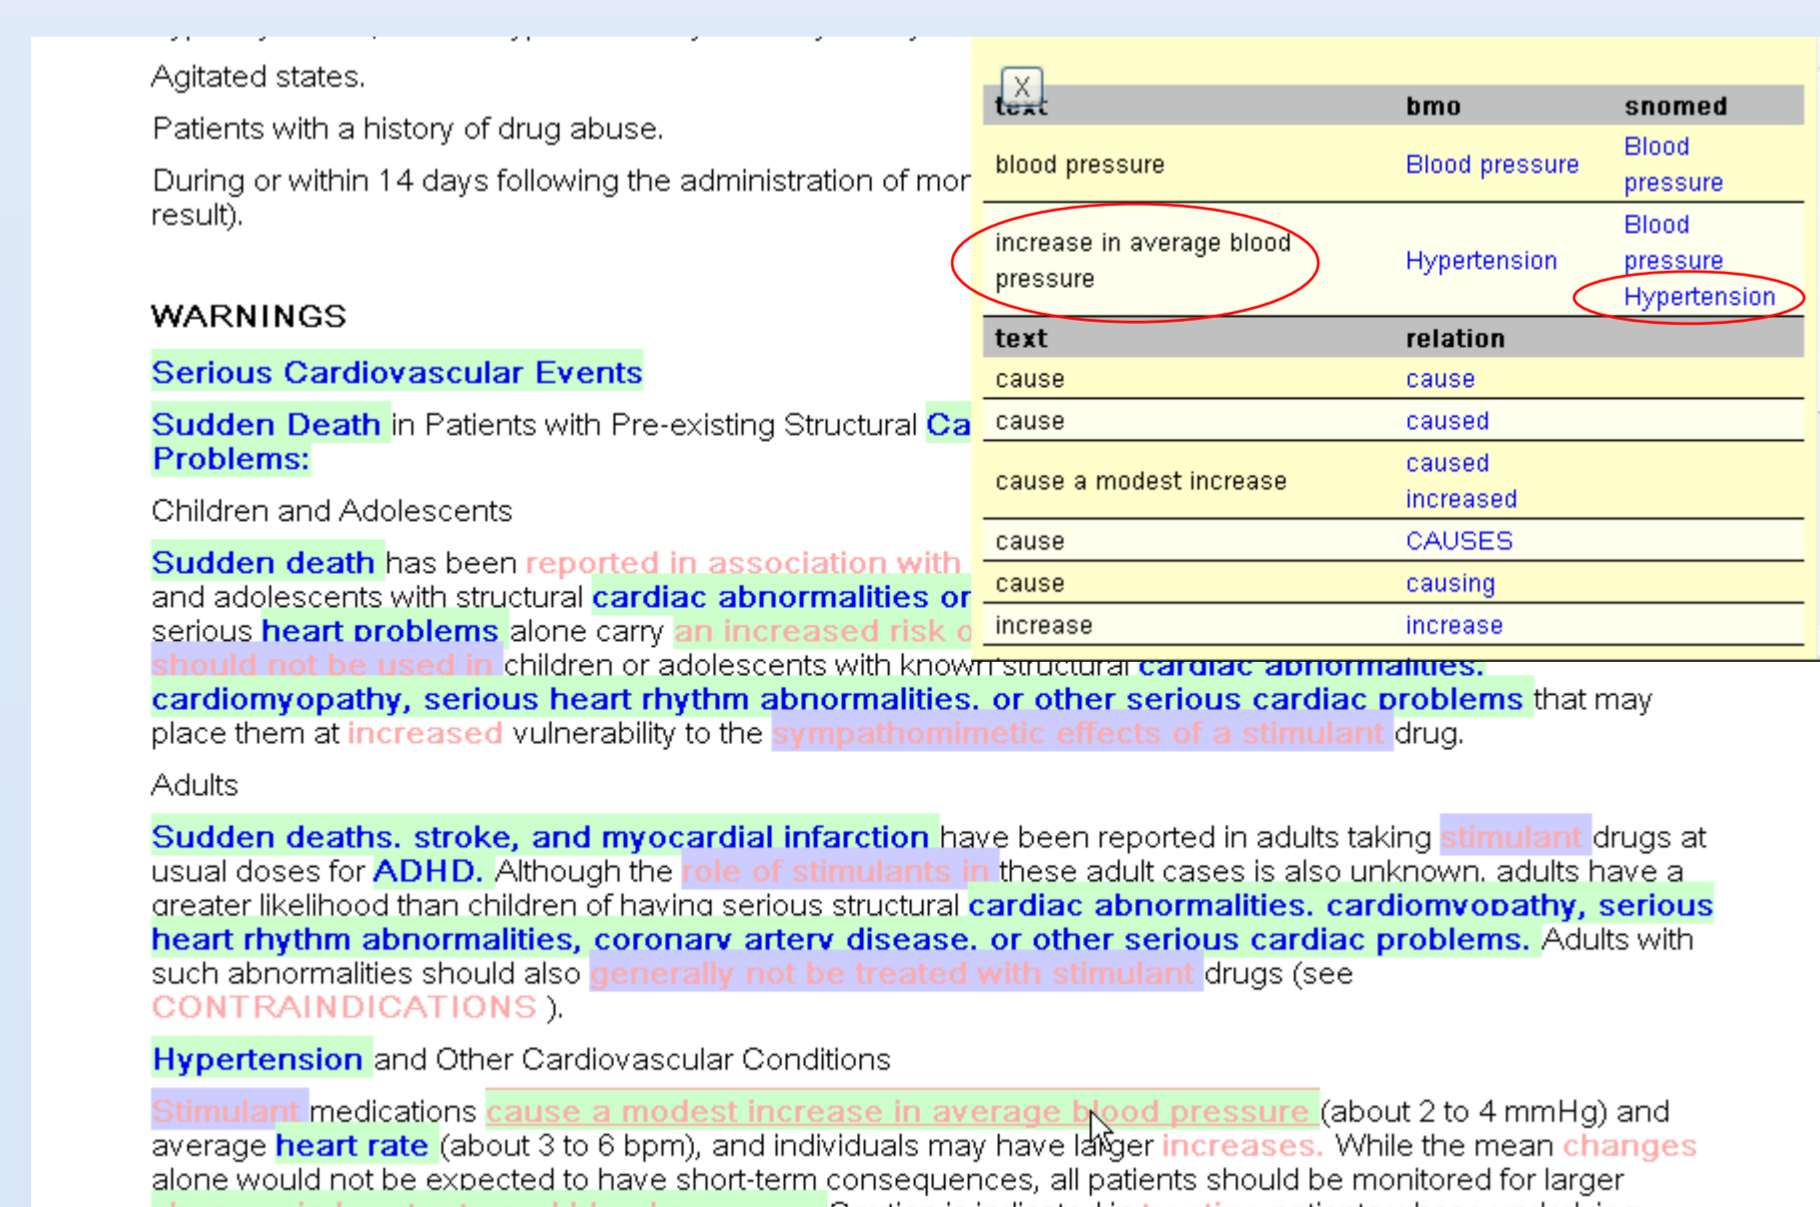 Agitated states.
Patients with a history of drug abuse.
During or within 14 days following the administration of
result).
WARNINGS
Serious Cardiovascular Events
Sudden Death in Patients with Pre-existing Structural
Problems:
Children and Adolescents
Sudden death has been reported in association with
and adolescents with structural cardiac abnormalities or
serious heart problems alone carry an increased risk
should not be used in children or adolescents with known structural cardiac abnormalities.
cardiomyopathy, serious heart rhythm abnormalities. or other serious cardiac problems that may
place them at increased vulnerability to the sympathomimetic effects of a stimulant drug.
Adults
Sudden deaths. stroke, and myocardial infarction have been reported in adults taking stimulant drugs at
usual doses for ADHD. Although the role of stimulants in these adult cases is also unknown. adults have a
greater likelihood than children of having serious structural cardiac abnormalities. cardiomyopathy, serious
heart rhythm abnormalities, coronary artery disease. or other serious cardiac problems. Adults with
such abnormalities should also generally not be treated with stimulant drugs (see
CONTRAINDICATIONS ).
Hypertension and Other Cardiovascular Conditions
Stimulant medications cause a modest increase in average blood pressure (about 2 to 4 mmHg) and
average heart rate (about 3 to 6 bpm), and individuals may have larger increases. While the mean changes
alone would not be expected to have short-term consequences, all patients should be monitored for larger
X
text bmo snomed
blood pressure Blood pressure Blood
pressure
increase in average blood
pressure Hypertension Blood
pressure
Hypertension
text relation
cause cause
cause caused
cause a modest increase caused
increased
cause CAUSES
cause causing
increase increase